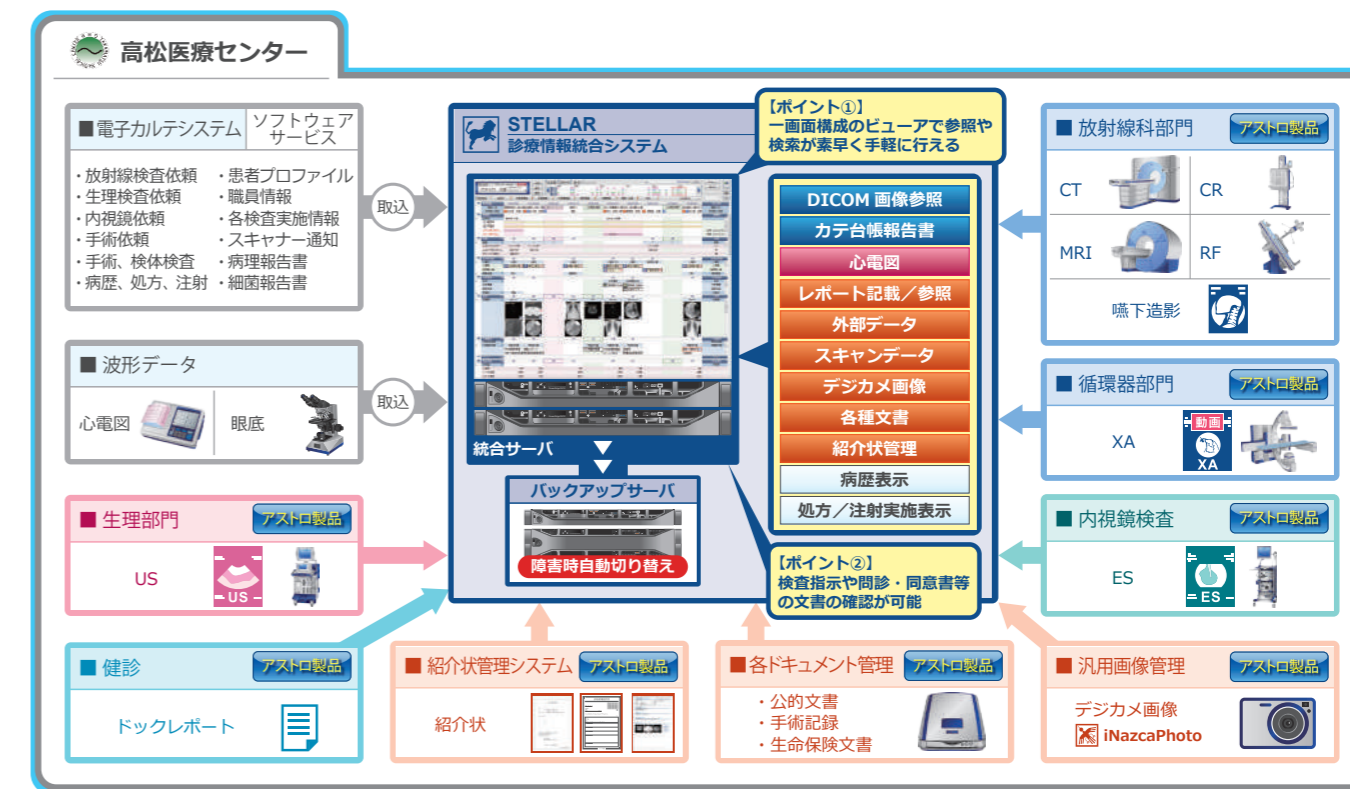 高松医療センター
■電子カルテシステム
ソフトウェア
サービス
・放射線検査依頼
・生理検査依頼
・内視鏡依頼
・手術依頼
・手術、検体検査
・病歴、処方、注射
・患者プロファイル
・職員情報
・各検査実施情報
・スキャナー通知
・病理報告書
・細菌報告書
取込
■ 波形データ
心電図
眼底
取込
■ 生理部門
アストロ製品
US
US
■ 健診
アストロ製品
ドックレポート
STELLAR
診療情報統合システム
統合サーバ
バックアップサーバ
障害時自動切り替え
【ポイント①】
一画面構成のビューアで参照や
検索が素早く手軽に行える
DICOM 画像参照
カテ台帳報告書
心電図
レポート記載／参照
外部データ
スキャンデータ
デジカメ画像
各種文書
紹介状管理
病歴表示
処方／注射実施表示
【ポイント②】
検査指示や問診・同意書等
の文書の確認が可能
■ 紹介状管理システム
アストロ製品
紹介状
■各ドキュメント管理
アストロ製品
・公的文書
・手術記録
・生命保険文書
■ 放射線科部門
アストロ製品
CT
CR
MRI
RF
嚥下造影
■ 循環器部門
アストロ製品
XA
動画
XA
■ 内視鏡検査
アストロ製品
ES
ES
■ 汎用画像管理
アストロ製品
デジカメ画像
iNazcaPhoto